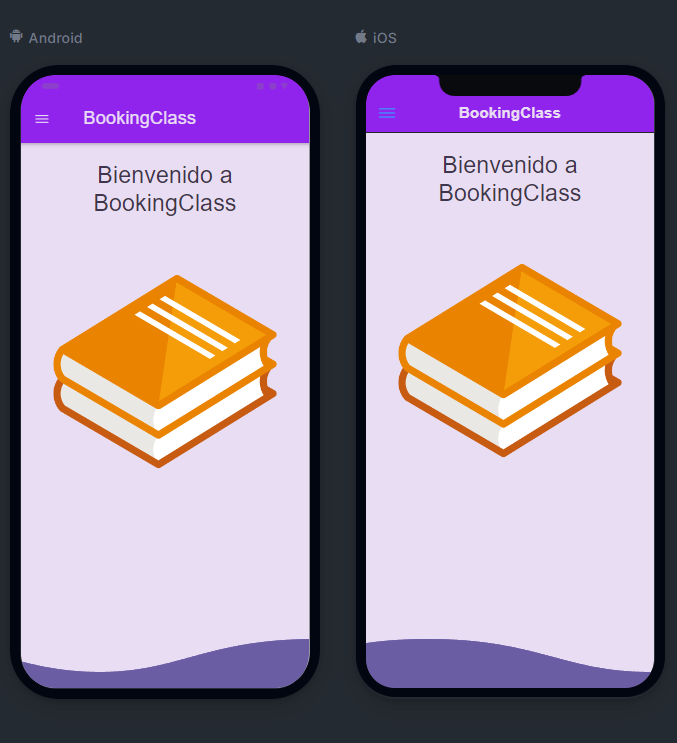 Android
BookingClass
Bienvenido a
BookingClass
iOS
BookingClass
Bienvenido a
BookingClass